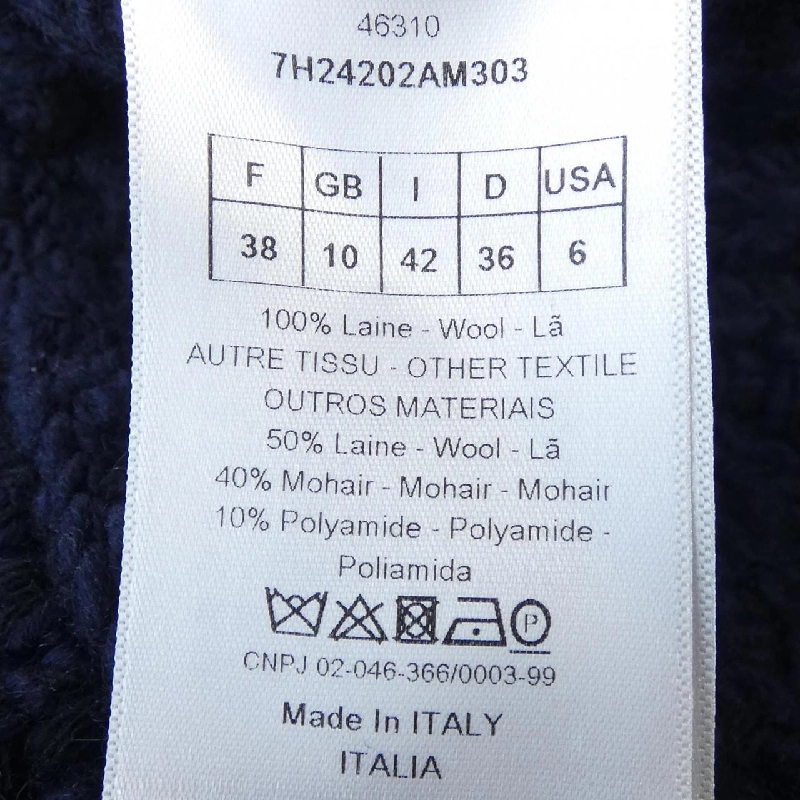 46310
7H24202AM303
F GB I D USA
38 10 42 36 6
100% Laine - Wool - Lã
AUTRE TISSU - OTHER TEXTILE
OUTROS MATERIAIS
50% Laine - Wool - Lã
40% Mohair - Mohair - Mohair
10% Polyamide - Polyamide -
Poliamida
P
CNPJ 02-046-366/0003-99
Made In ITALY
ITALIA